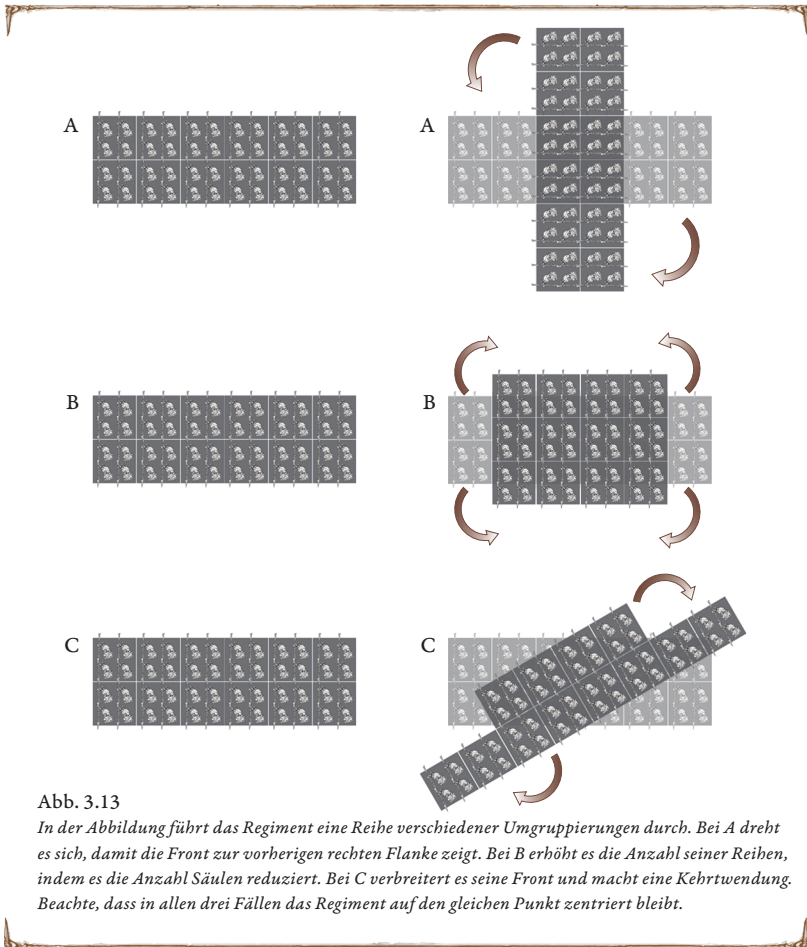 A
A
B
B
C
C
Abb. 3.13
In der Abbildung führt das Regiment eine Reihe verschiedener Umgruppierungen durch. Bei A dreht
es sich, damit die Front zur vorherigen rechten Flanke zeigt. Bei B erhöht es die Anzahl seiner Reihen,
indem es die Anzahl Säulen reduziert. Bei C verbreitert es seine Front und macht eine Kehrtwendung.
Beachte, dass in allen drei Fällen das Regiment auf den gleichen Punkt zentriert bleibt.